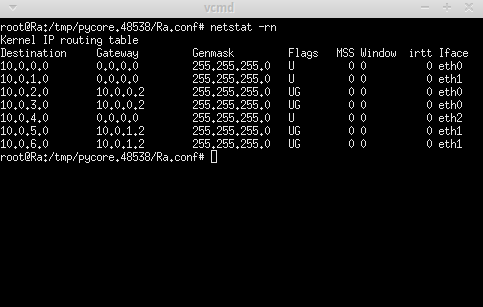 vcmd
root@Ra:/tmp/pycore.48538/Ra.conf# netstat -rn
Kernel IP routing table
Destination     Gateway         Genmask         Flags   MSS Window  irtt Iface
10.0.0.0        0.0.0.0         255.255.255.0   U         0 0          0 eth0
10.0.1.0        0.0.0.0         255.255.255.0   U         0 0          0 eth1
10.0.2.0        10.0.0.2        255.255.255.0   UG        0 0          0 eth0
10.0.3.0        10.0.0.2        255.255.255.0   UG        0 0          0 eth0
10.0.4.0        0.0.0.0         255.255.255.0   U         0 0          0 eth2
10.0.5.0        10.0.1.2        255.255.255.0   UG        0 0          0 eth1
10.0.6.0        10.0.1.2        255.255.255.0   UG        0 0          0 eth1
root@Ra:/tmp/pycore.48538/Ra.conf#